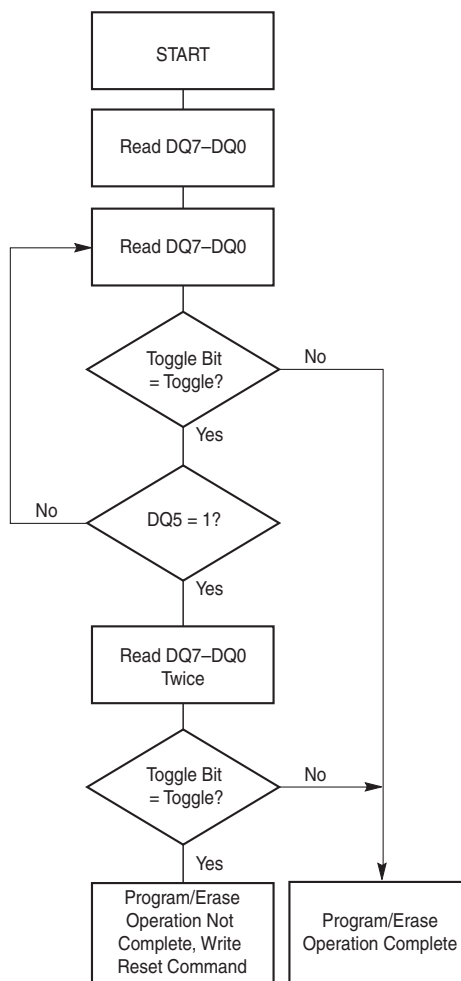 START
Read DQ7–DQ0
Read DQ7–DQ0
Toggle Bit
= Toggle?
No
Yes
No
DQ5 = 1?
Yes
Read DQ7–DQ0
Twice
Toggle Bit
= Toggle?
No
Yes
Program/Erase
Operation Not
Complete, Write
Reset Command
Program/Erase
Operation Complete